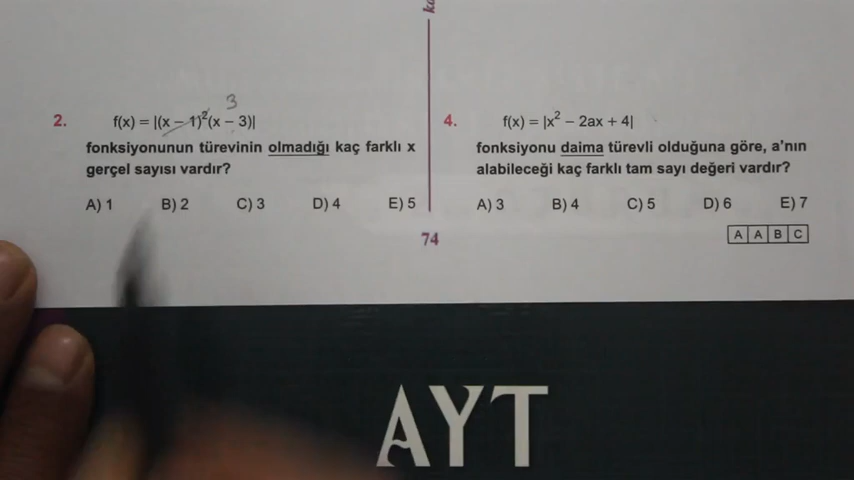 2. f(x) = |(x – 1)²(x – 3)|
3
fonksiyonunun türevinin olmadığı kaç farklı x
gerçel sayısı vardır?
A) 1 B) 2 C) 3 D) 4 E) 5
4. f(x) = |x² – 2ax + 4|
fonksiyonu daima türevli olduğuna göre, a'nın
alabileceği kaç farklı tam sayı değeri vardır?
A) 3 B) 4 C) 5 D) 6 E) 7
74
A A B C
AYT